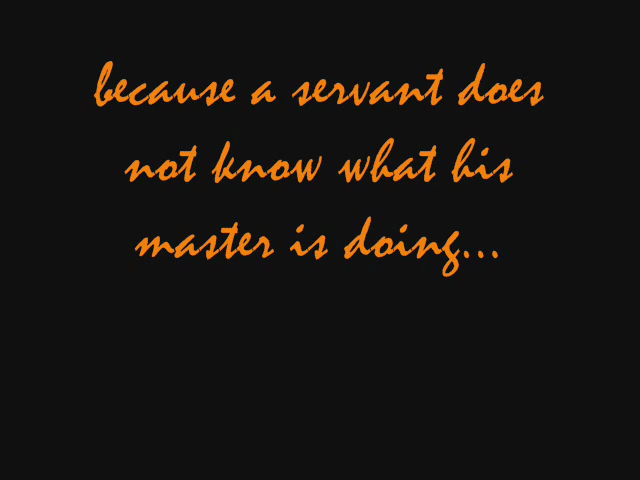 because a servant does
not know what his
master is doing...